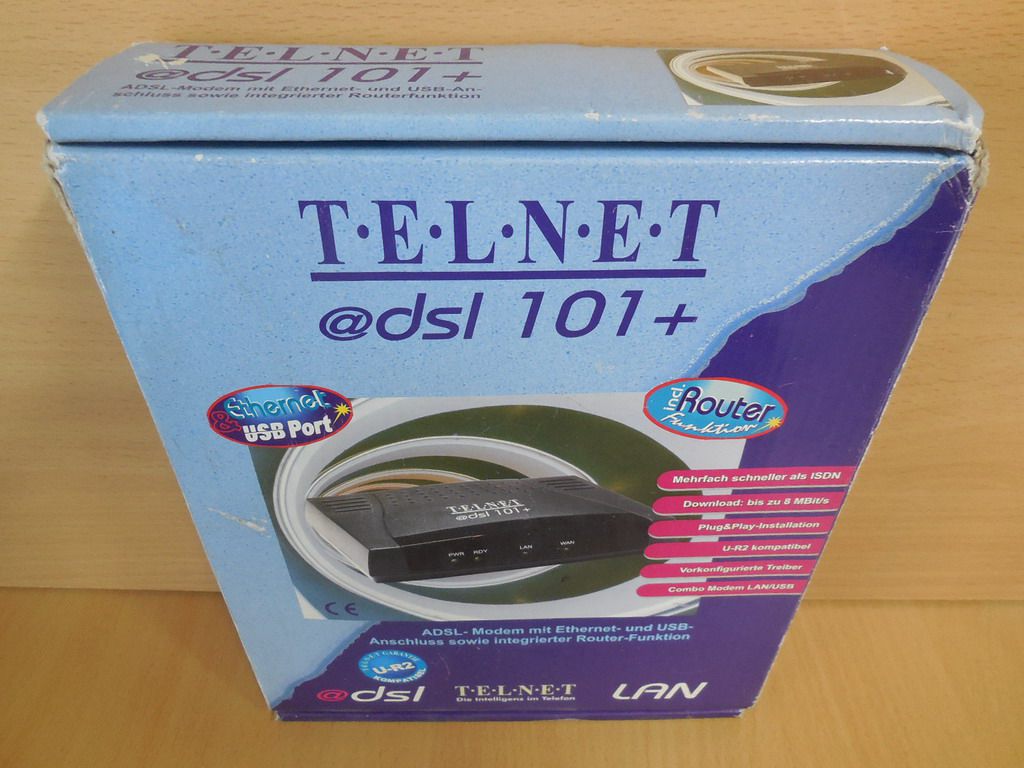 T·E·L·N·E·T
@dsl 101+
ADSL-Modem mit Ethernet- und USB-An-
schluss sowie integrierter Routerfunktion
T·E·L·N·E·T
@dsl 101+
Ethernet
& USB Port
incl. Router
Funktion
Mehrfach schneller als ISDN
Download: bis zu 8 MBit/s
Plug&Play-Installation
U-R2 kompatibel
Vorkonfigurierte Treiber
Combo Modem LAN/USB
T·E·L·N·E·T
@dsl 101+
PWR RDY LAN WAN
CE
ADSL- Modem mit Ethernet- und USB-
Anschluss sowie integrierter Router-Funktion
TELNET GARANTIE
U-R2
KOMPATIBEL
@dsl T·E·L·N·E·T LAN
Die Intelligenz im Telefon